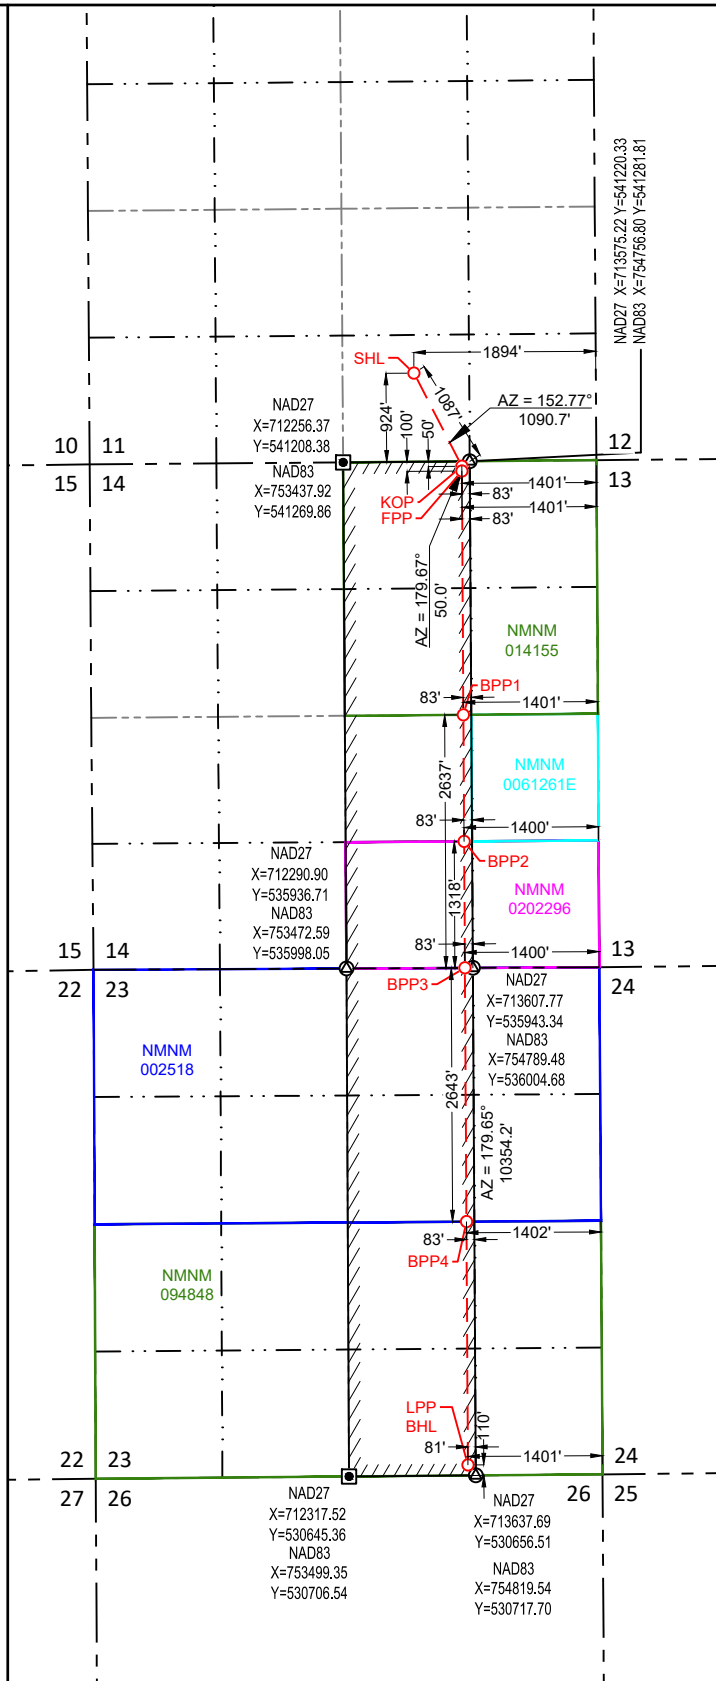 NAD27 X=713575.22 Y=541220.33
NAD83 X=754756.80 Y=541281.81
SHL
1894'
924'
100'
50'
1087'
AZ = 152.77°
1090.7'
NAD27
X=712256.37
Y=541208.38
NAD83
X=753437.92
Y=541269.86
10 11
15 14
12
13
KOP
FPP
1401'
83'
1401'
83'
AZ = 179.67°
50.0'
NMNM
014155
BPP1
83'
1401'
2637'
NMNM
0061261E
83'
1400'
BPP2
1318'
NMNM
0202296
NAD27
X=712290.90
Y=535936.71
NAD83
X=753472.59
Y=535998.05
83'
1400'
15 14
22 23
13
24
BPP3
NAD27
X=713607.77
Y=535943.34
NAD83
X=754789.48
Y=536004.68
NMNM
002518
2643'
AZ = 179.65°
10354.2'
83'
1402'
BPP4
NMNM
094848
LPP
BHL
110'
81'
1401'
22 23
27 26
24
26 25
NAD27
X=712317.52
Y=530645.36
NAD83
X=753499.35
Y=530706.54
NAD27
X=713637.69
Y=530656.51
NAD83
X=754819.54
Y=530717.70